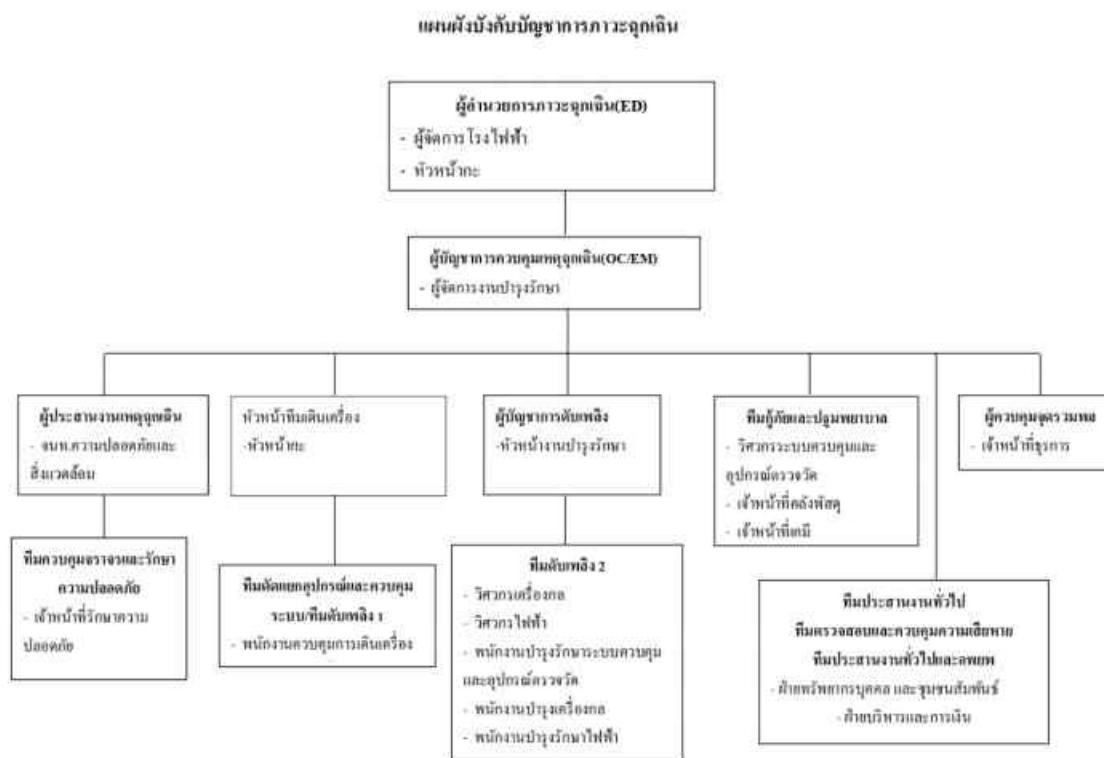 แผนผังบังคับบัญชาการภาวะฉุกเฉิน
ผู้อำนวยการภาวะฉุกเฉิน(ED)
- ผู้จัดการโรงไฟฟ้า
- หัวหน้ากะ
ผู้บัญชาการควบคุมเหตุฉุกเฉิน(OC/EM)
- ผู้จัดการงานบำรุงรักษา
ผู้ประสานงานเหตุฉุกเฉิน
- จนท.ความปลอดภัยและ
สิ่งแวดล้อม
หัวหน้าทีมเดินเครื่อง
-หัวหน้ากะ
ผู้บัญชาการดับเพลิง
-หัวหน้างานบำรุงรักษา
ทีมกู้ภัยและปฐมพยาบาล
- วิศวกรระบบควบคุมและ
อุปกรณ์ตรวจวัด
- เจ้าหน้าที่คลังพัสดุ
- เจ้าหน้าที่เคมี
ผู้ควบคุมจุดรวมพล
- เจ้าหน้าที่ธุรการ
ทีมควบคุมจราจรและรักษา
ความปลอดภัย
- เจ้าหน้าที่รักษาความ
ปลอดภัย
ทีมตัดแยกอุปกรณ์และควบคุม
ระบบ/ทีมดับเพลิง 1
- พนักงานควบคุมการเดินเครื่อง
ทีมดับเพลิง 2
- วิศวกรเครื่องกล
- วิศวกรไฟฟ้า
- พนักงานบำรุงรักษาระบบควบคุม
และอุปกรณ์ตรวจวัด
- พนักงานบำรุงเครื่องกล
- พนักงานบำรุงรักษาไฟฟ้า
ทีมประสานงานทั่วไป
ทีมตรวจสอบและควบคุมความเสียหาย
ทีมประสานงานทั่วไปและอพยพ
- ฝ่ายทรัพยากรบุคคล และชุมชนสัมพันธ์
- ฝ่ายบริหารและการเงิน